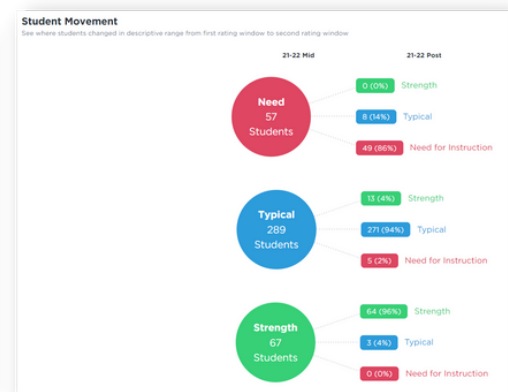 Student Movement
See where students changed in descriptive range from first rating window to second rating window
21-22 Mid
21-22 Post
Need
57
Students
0 (0%) Strength
8 (14%) Typical
49 (86%) Need for Instruction
Typical
289
Students
13 (4%) Strength
271 (94%) Typical
5 (2%) Need for Instruction
Strength
67
Students
64 (96%) Strength
3 (4%) Typical
0 (0%) Need for Instruction